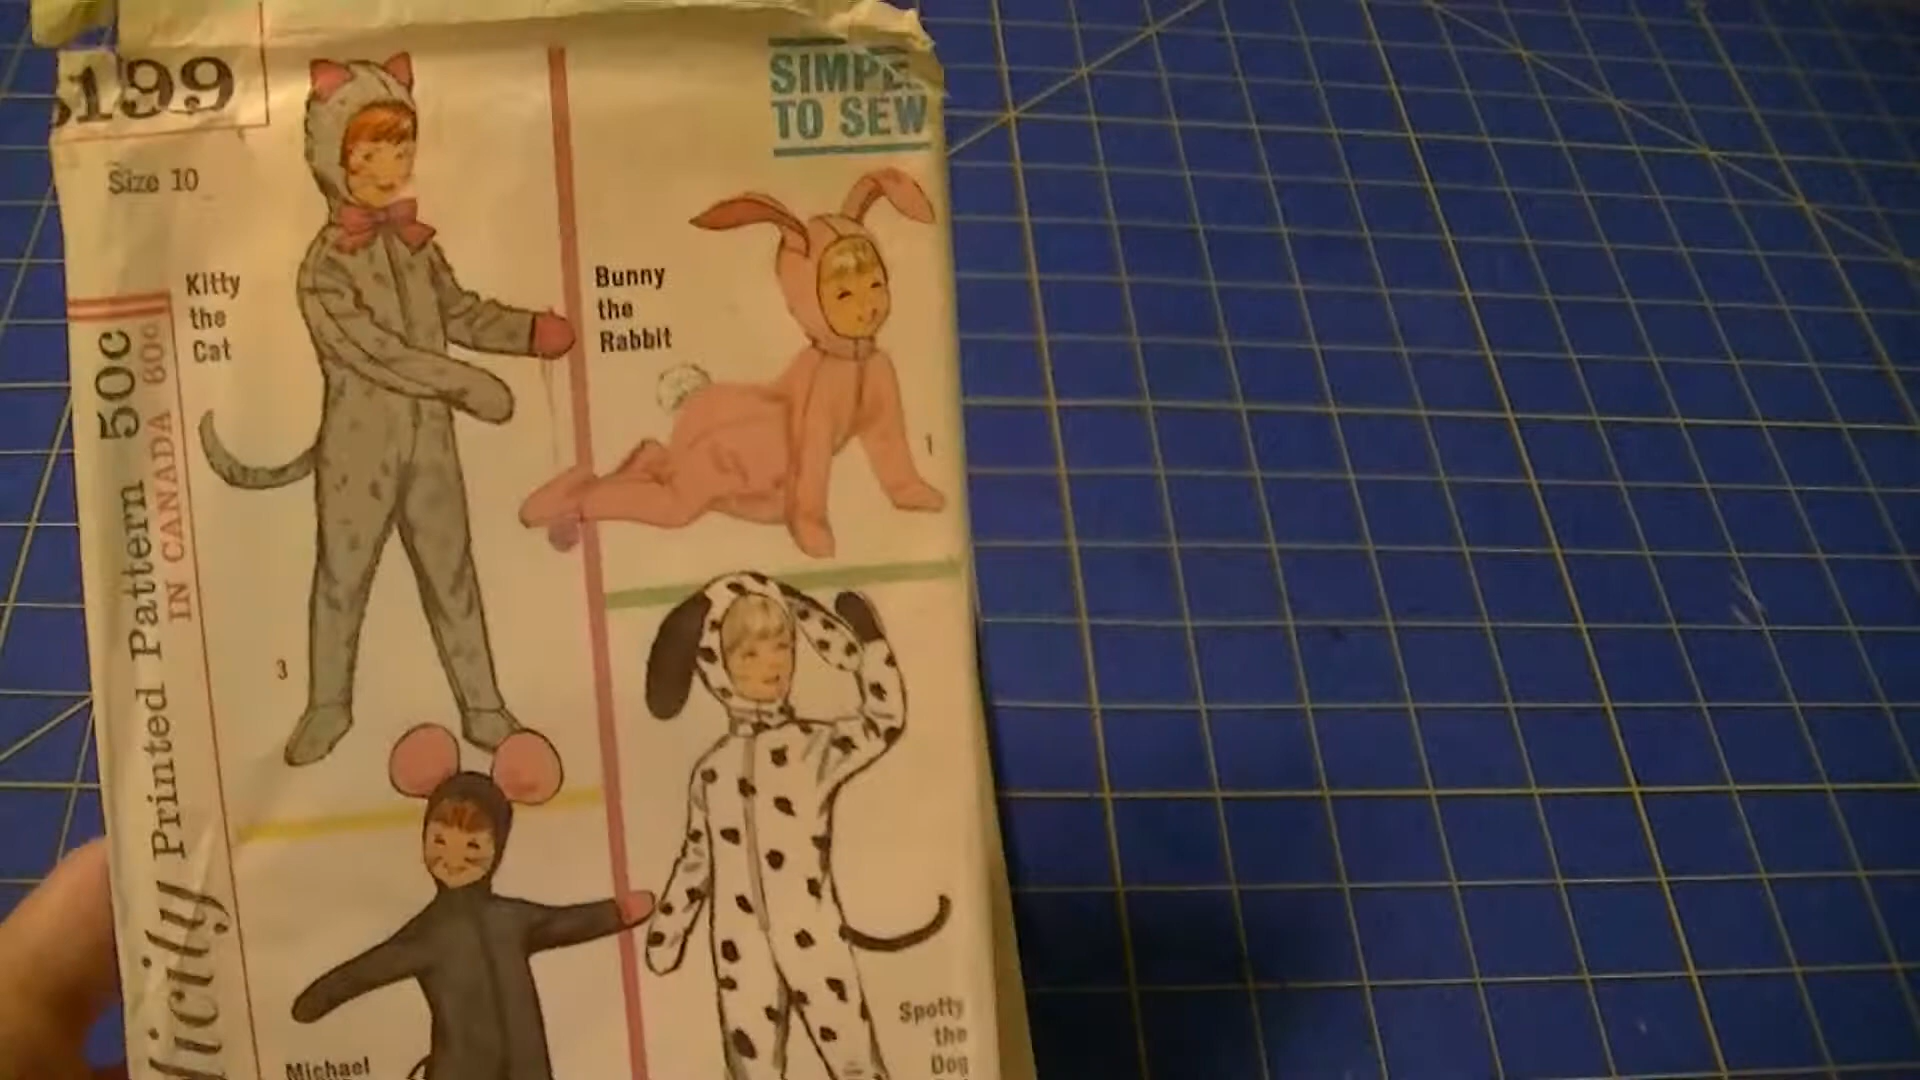 199
SIMPLE
TO SEW
Size 10
Kitty
the
Cat
Bunny
the
Rabbit
Printed Pattern 50c
IN CANADA 60c
1
3
Spotty
the
Dog
Michael